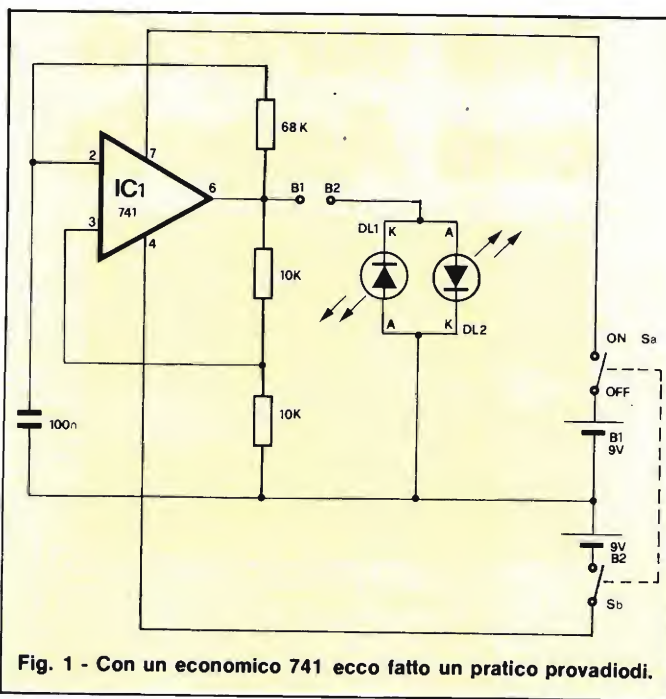 68 K
7
2
IC1
741
6
B1
B2
3
4
DL1
K
A
10K
A
K
DL2
ON
Sa
OFF
10K
100n
B1
9V
9V
B2
Sb
Fig. 1 - Con un economico 741 ecco fatto un pratico provadiodi.